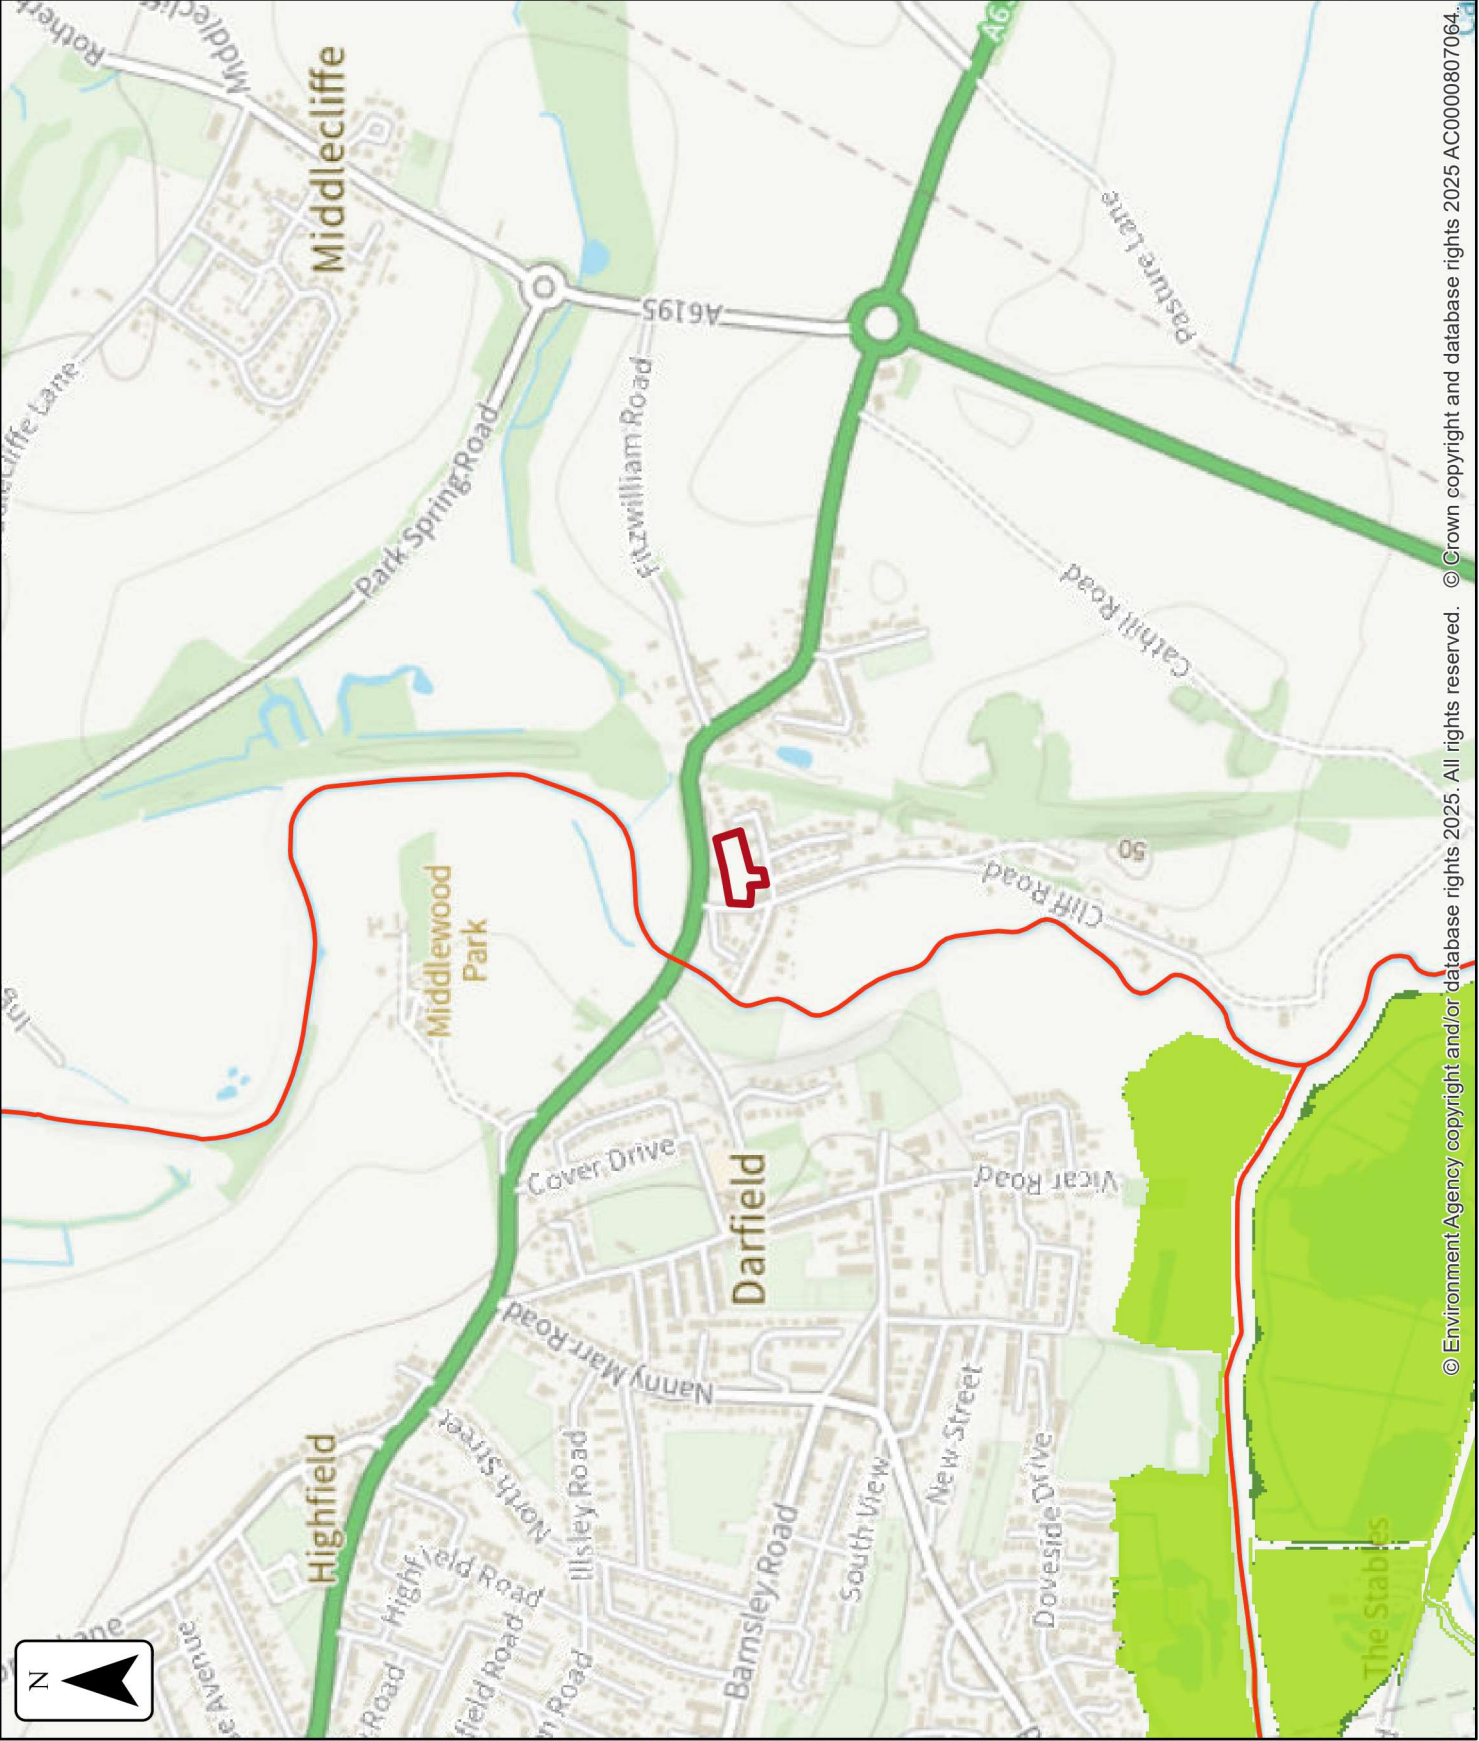 N
Middlecliffe
Park Spring Road
A6195
Fitzwilliam Road
Pasture Lane
Cathill Road
Middlewood
Park
Cliff Road
50
Cover Drive
Darfield
Vicar Road
Nanny Marr Road
Highfield
North Street
Illsley Road
Highfield Road
Barnsley Road
South View
New Street
Doveside Drive
The Stables
© Environment Agency copyright and/or database rights 2025. All rights reserved. © Crown copyright and database rights 2025 AC0000807064.